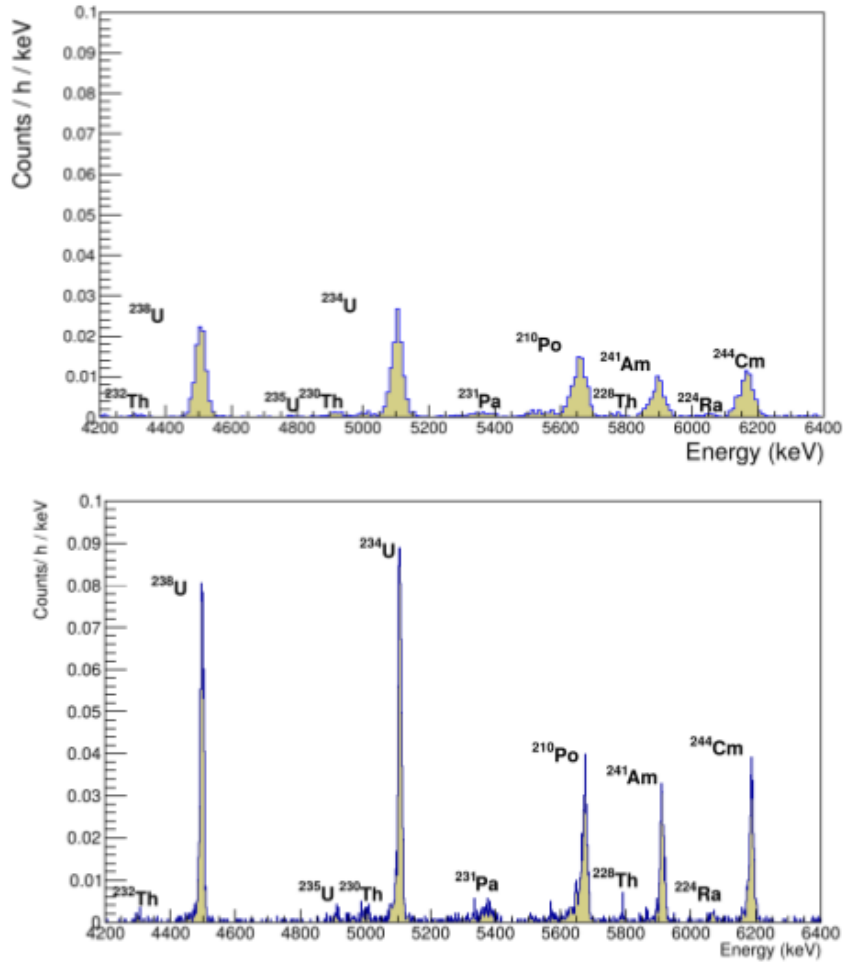 0.1
0.09
0.08
0.07
0.06
0.05
0.04
0.03
0.02
0.01
0
Counts / h / keV
²³⁸U
²³⁴U
²¹⁰Po
²⁴¹Am
²⁴⁴Cm
²³²Th
²³⁵U
²³⁰Th
²³¹Pa
²²⁸Th
²²⁴Ra
4200 4400 4600 4800 5000 5200 5400 5600 5800 6000 6200 6400
Energy (keV)
0.1
0.09
0.08
0.07
0.06
0.05
0.04
0.03
0.02
0.01
0
Counts/ h / keV
²³⁴U
²³⁸U
²¹⁰Po
²⁴¹Am
²⁴⁴Cm
²³²Th
²³⁵U
²³⁰Th
²³¹Pa
²²⁸Th
²²⁴Ra
4200 4400 4600 4800 5000 5200 5400 5600 5800 6000 6200 6400
Energy (keV)